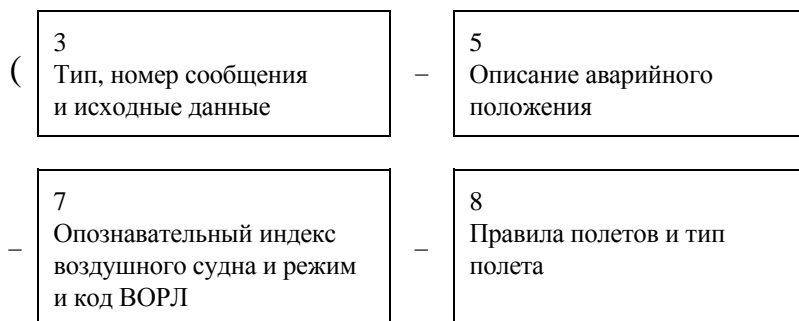 ( 3 – 5
Тип, номер сообщения
и исходные данные
Описание аварийного
положения
– 7 – 8
Опознавательный индекс
воздушного судна и режим
и код ВОРЛ
Правила полетов и тип
полета